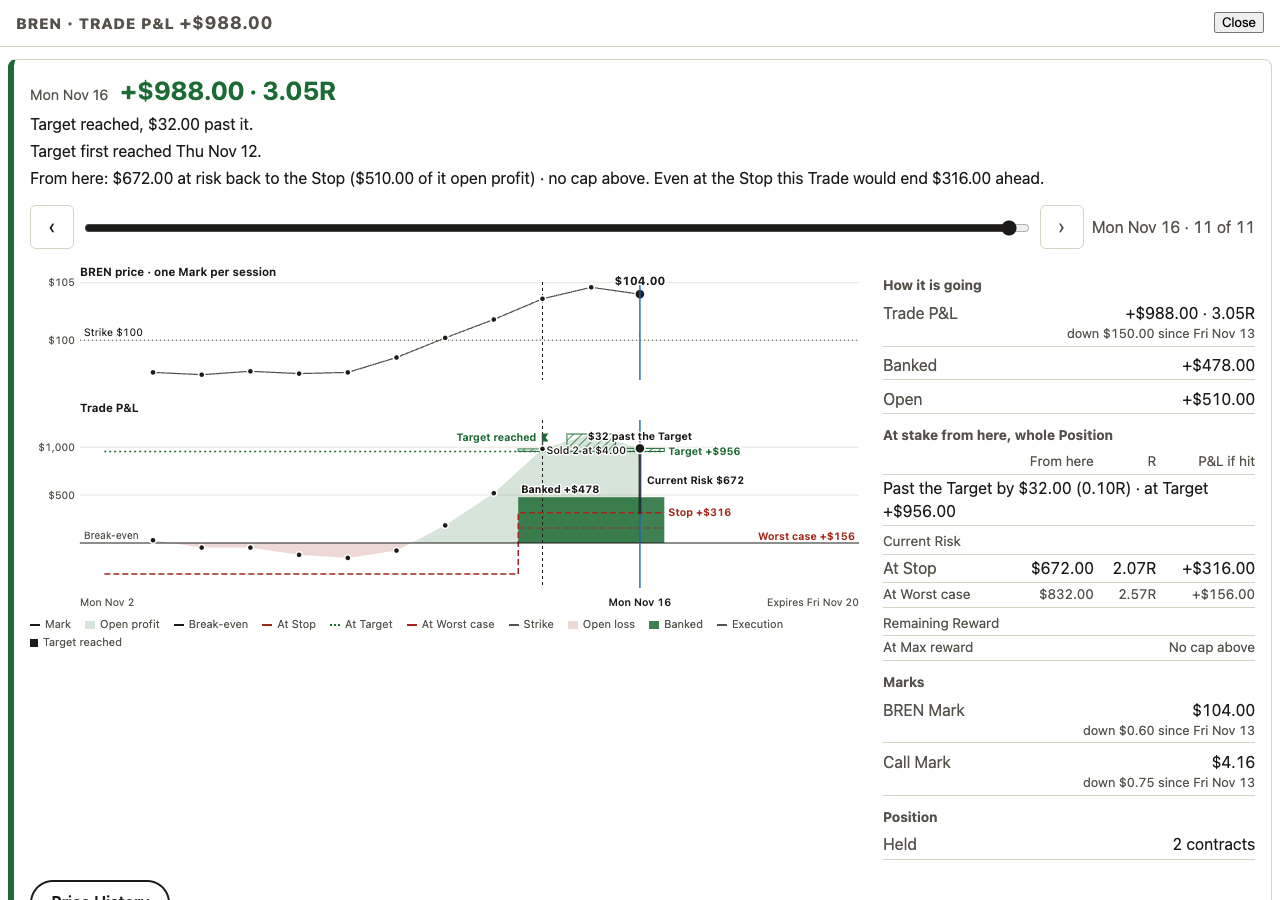 BREN · TRADE P&L +$988.00
Close
Mon Nov 16 +$988.00 · 3.05R
Target reached, $32.00 past it.
Target first reached Thu Nov 12.
From here: $672.00 at risk back to the Stop ($510.00 of it open profit) · no cap above. Even at the Stop this Trade would end $316.00 ahead.
‹
›
Mon Nov 16 · 11 of 11
BREN price · one Mark per session
$105
$104.00
Strike $100
$100
Trade P&L
Target reached
$32 past the Target
$1,000
Sold 2 at $4.00
Target +$956
Current Risk $672
Banked +$478
$500
Stop +$316
Break-even
Worst case +$156
Mon Nov 2
Mon Nov 16
Expires Fri Nov 20
Mark Open profit Break-even At Stop At Target At Worst case Strike Open loss Banked Execution
Target reached
How it is going
Trade P&L +$988.00 · 3.05R
down $150.00 since Fri Nov 13
Banked +$478.00
Open +$510.00
At stake from here, whole Position
From here R P&L if hit
Past the Target by $32.00 (0.10R) · at Target
+$956.00
Current Risk
At Stop $672.00 2.07R +$316.00
At Worst case $832.00 2.57R +$156.00
Remaining Reward
At Max reward No cap above
Marks
BREN Mark $104.00
down $0.60 since Fri Nov 13
Call Mark $4.16
down $0.75 since Fri Nov 13
Position
Held 2 contracts
Price History